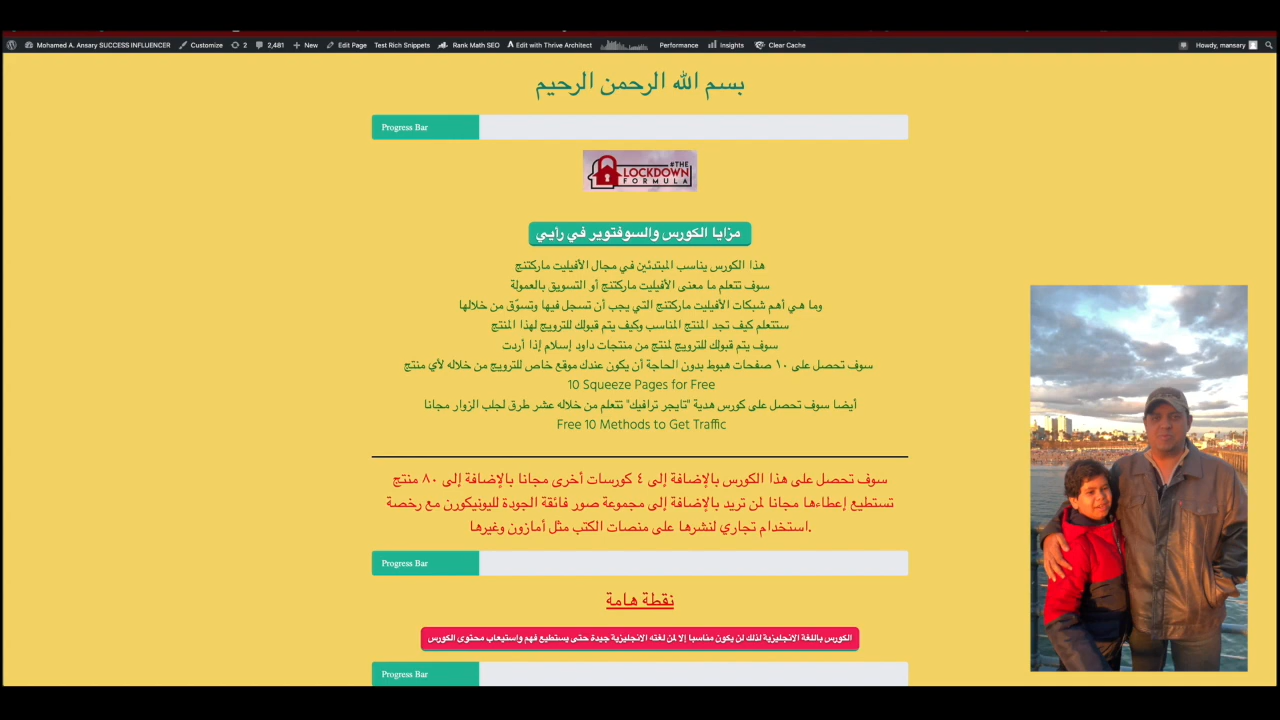 Mohamed A. Ansary SUCCESS INFLUENCER Customize 2 2,481 New Edit Page Test Rich Snippets Rank Math SEO Edit with Thrive Architect Performance Insights Clear Cache Howdy, mansary
بسم الله الرحمن الرحيم
Progress Bar
#THE
LOCKDOWN
FORMULA
مزايا الكورس والسوفتوير في رأيي
هذا الكورس يناسب المبتدئين في مجال الأفيليت ماركتنج
سوف تتعلم ما معنى الأفيليت ماركتنج أو التسويق بالعمولة
وما هي أهم شبكات الأفيليت ماركتنج التي يجب أن تسجل فيها وتسوّق من خلالها
ستتعلم كيف تجد المنتج المناسب وكيف يتم قبولك للترويج لهذا المنتج
سوف يتم قبولك للترويج لمنتج من منتجات داود إسلام إذا أردت
سوف تحصل على ١٠ صفحات هبوط بدون الحاجة أن يكون عندك موقع خاص للترويج من خلاله لأي منتج
10 Squeeze Pages for Free
أيضا سوف تحصل على كورس هدية "تايجر ترافيك" تتعلم من خلاله عشر طرق لجلب الزوار مجانا
Free 10 Methods to Get Traffic
سوف تحصل على هذا الكورس بالإضافة إلى ٤ كورسات أخرى مجانا بالإضافة إلى ٨٠ منتج
تستطيع إعطاءها مجانا لمن تريد بالإضافة إلى مجموعة صور فائقة الجودة لليونيكورن مع رخصة
استخدام تجاري لنشرها على منصات الكتب مثل أمازون وغيرها.
Progress Bar
نقطة هامة
الكورس باللغة الانجليزية لذلك لن يكون مناسبا إلا لمن لغته الانجليزية جيدة حتى يستطيع فهم واستيعاب محتوى الكورس
Progress Bar